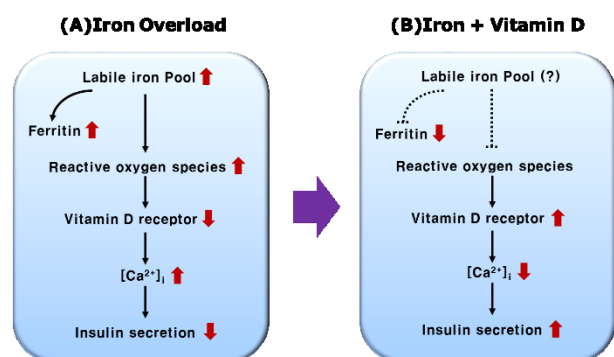 (A)Iron Overload
Labile iron Pool
Ferritin
Reactive oxygen species
Vitamin D receptor
[Ca²⁺]ᵢ
Insulin secretion
(B)Iron + Vitamin D
Labile iron Pool (?)
Ferritin
Reactive oxygen species
Vitamin D receptor
[Ca²⁺]ᵢ
Insulin secretion